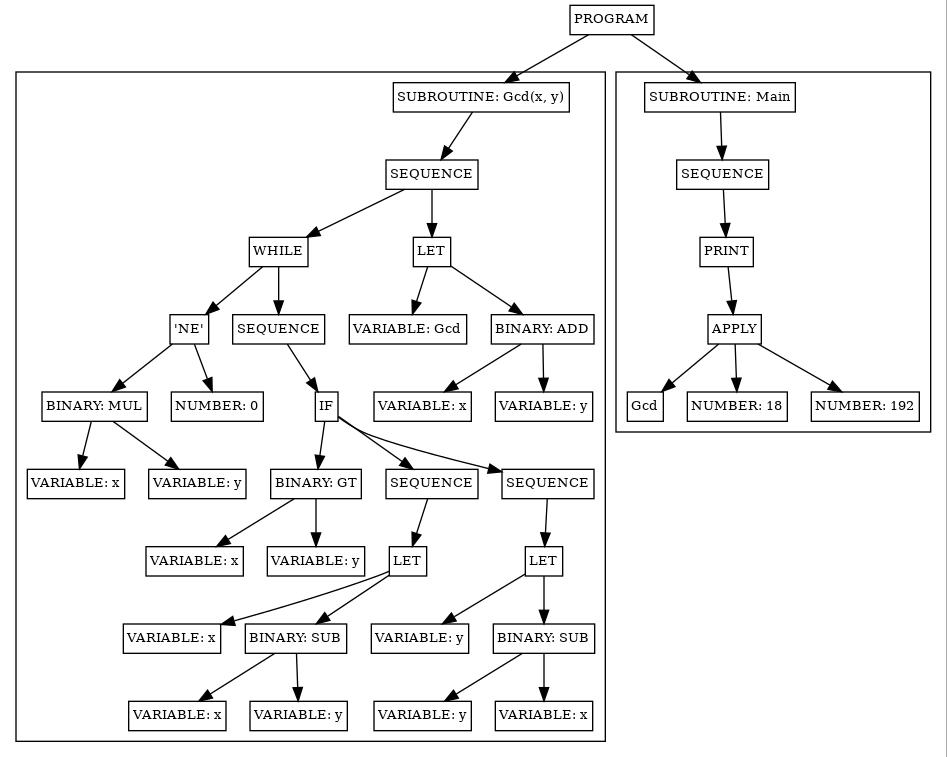 PROGRAM
SUBROUTINE: Gcd(x, y)
SUBROUTINE: Main
SEQUENCE
SEQUENCE
WHILE
LET
PRINT
'NE'
SEQUENCE
VARIABLE: Gcd
BINARY: ADD
APPLY
BINARY: MUL
NUMBER: 0
IF
VARIABLE: x
VARIABLE: y
Gcd
NUMBER: 18
NUMBER: 192
VARIABLE: x
VARIABLE: y
BINARY: GT
SEQUENCE
SEQUENCE
VARIABLE: x
VARIABLE: y
LET
LET
VARIABLE: x
BINARY: SUB
VARIABLE: y
BINARY: SUB
VARIABLE: x
VARIABLE: y
VARIABLE: y
VARIABLE: x